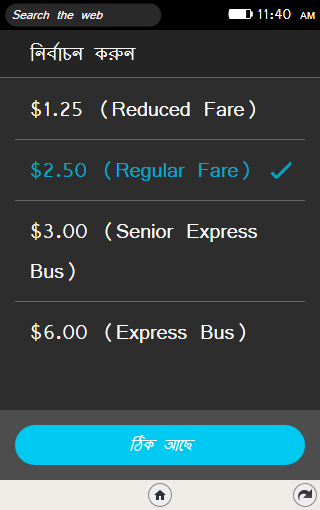 Search the web
11:40 AM
নির্বাচন করুন
$1.25 (Reduced Fare)
$2.50 (Regular Fare)
$3.00 (Senior Express
Bus)
$6.00 (Express Bus)
ঠিক আছে